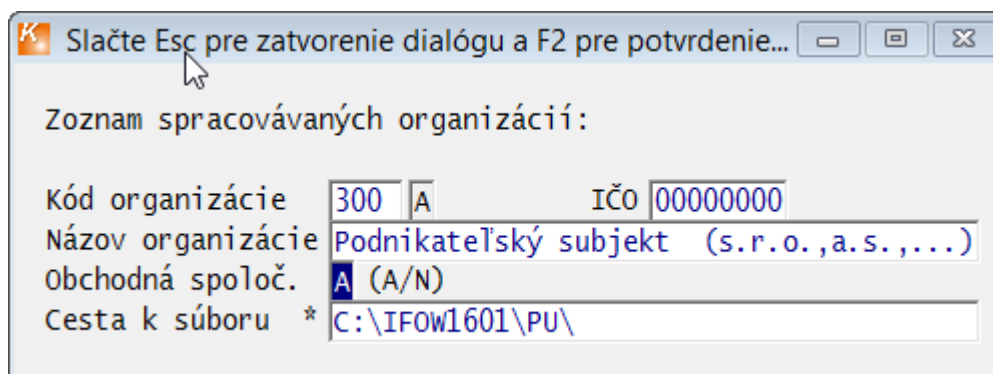 Slačte Esc pre zatvorenie dialógu a F2 pre potvrdenie...
Zoznam spracovávaných organizácií:
Kód organizácie 300 A IČO 00000000
Názov organizácie Podnikateľský subjekt (s.r.o.,a.s.,...)
Obchodná spoloč. A (A/N)
Cesta k súboru * C:\IFOW1601\PU\